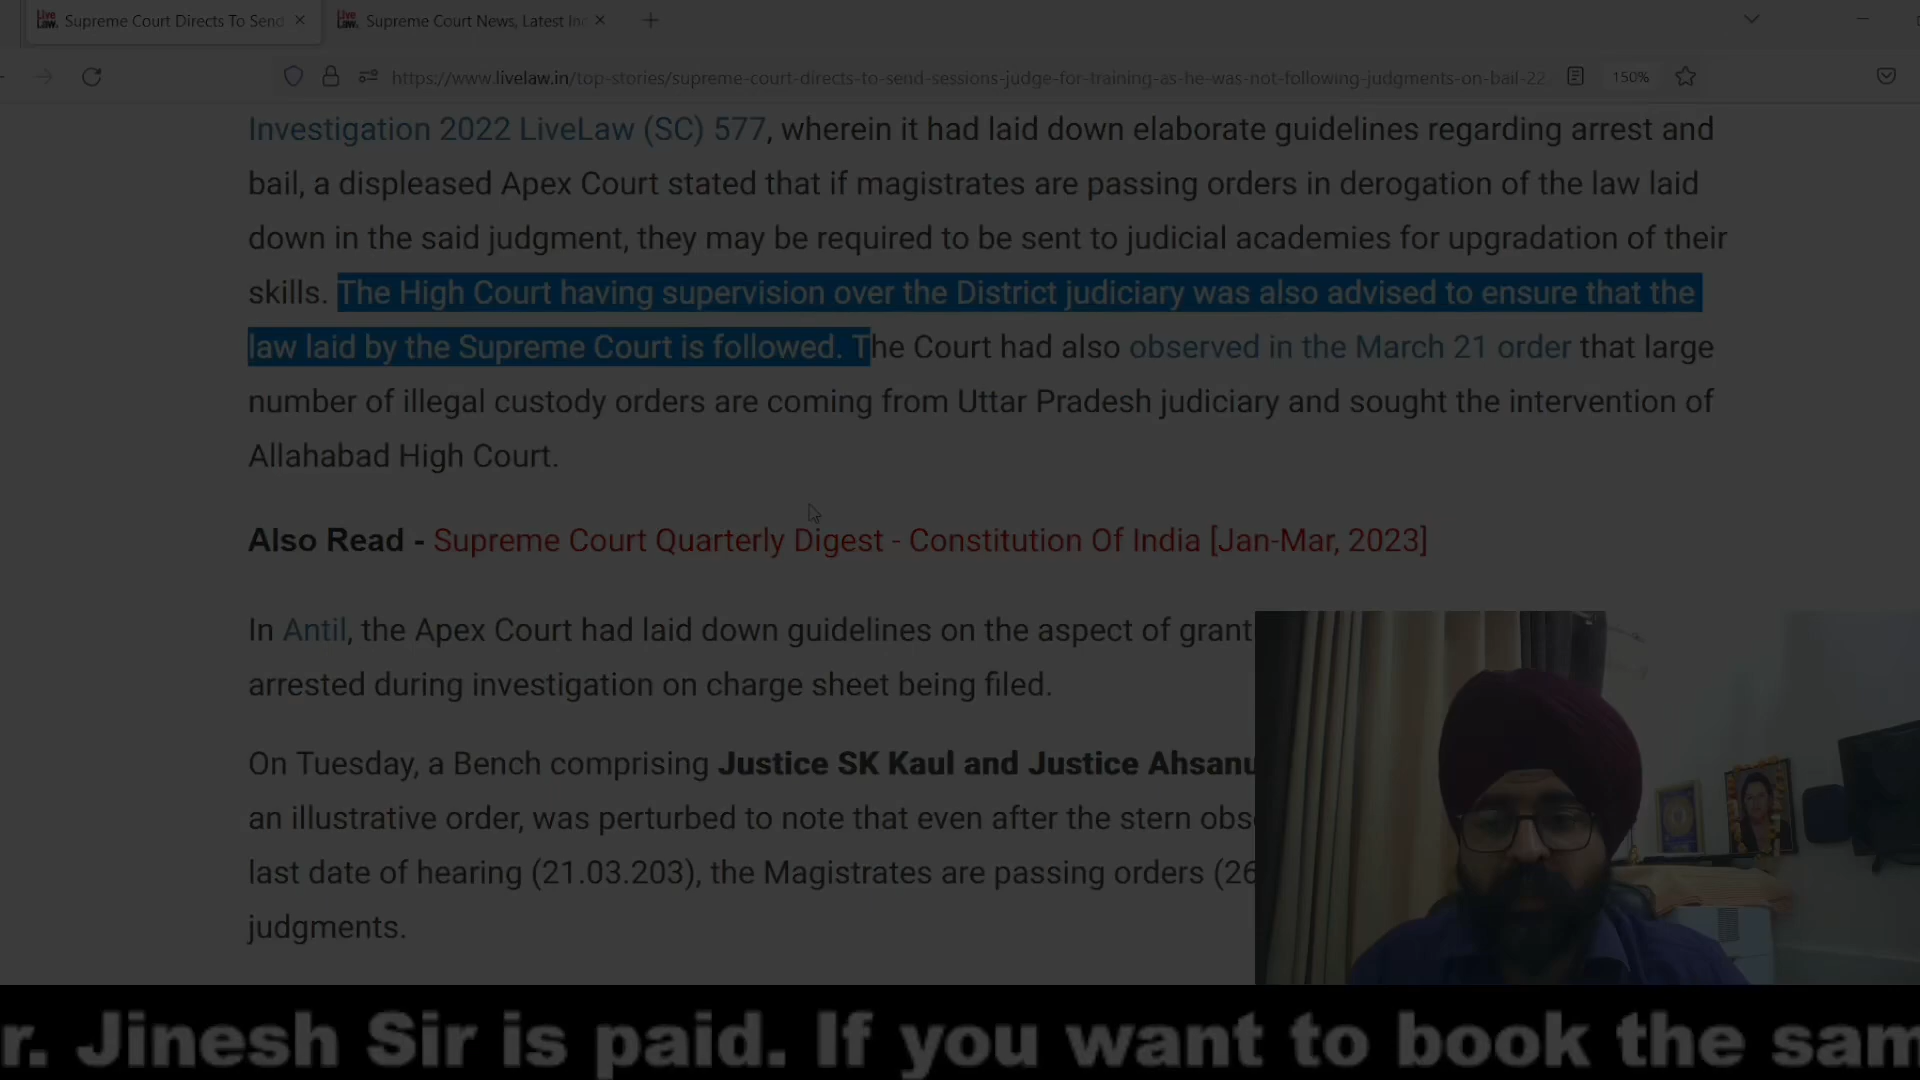 Live Law. Supreme Court Directs To Send
Live Law. Supreme Court News, Latest In
https://www.livelaw.in/top-stories/supreme-court-directs-to-send-sessions-judge-for-training-as-he-was-not-following-judgments-on-bail-22 150%
Investigation 2022 LiveLaw (SC) 577, wherein it had laid down elaborate guidelines regarding arrest and
bail, a displeased Apex Court stated that if magistrates are passing orders in derogation of the law laid
down in the said judgment, they may be required to be sent to judicial academies for upgradation of their
skills. The High Court having supervision over the District judiciary was also advised to ensure that the
law laid by the Supreme Court is followed. The Court had also observed in the March 21 order that large
number of illegal custody orders are coming from Uttar Pradesh judiciary and sought the intervention of
Allahabad High Court.
Also Read - Supreme Court Quarterly Digest - Constitution Of India [Jan-Mar, 2023]
In Antil, the Apex Court had laid down guidelines on the aspect of grant
arrested during investigation on charge sheet being filed.
On Tuesday, a Bench comprising Justice SK Kaul and Justice Ahsanu
an illustrative order, was perturbed to note that even after the stern obs
last date of hearing (21.03.203), the Magistrates are passing orders (26
judgments.
r. Jinesh Sir is paid. If you want to book the sam